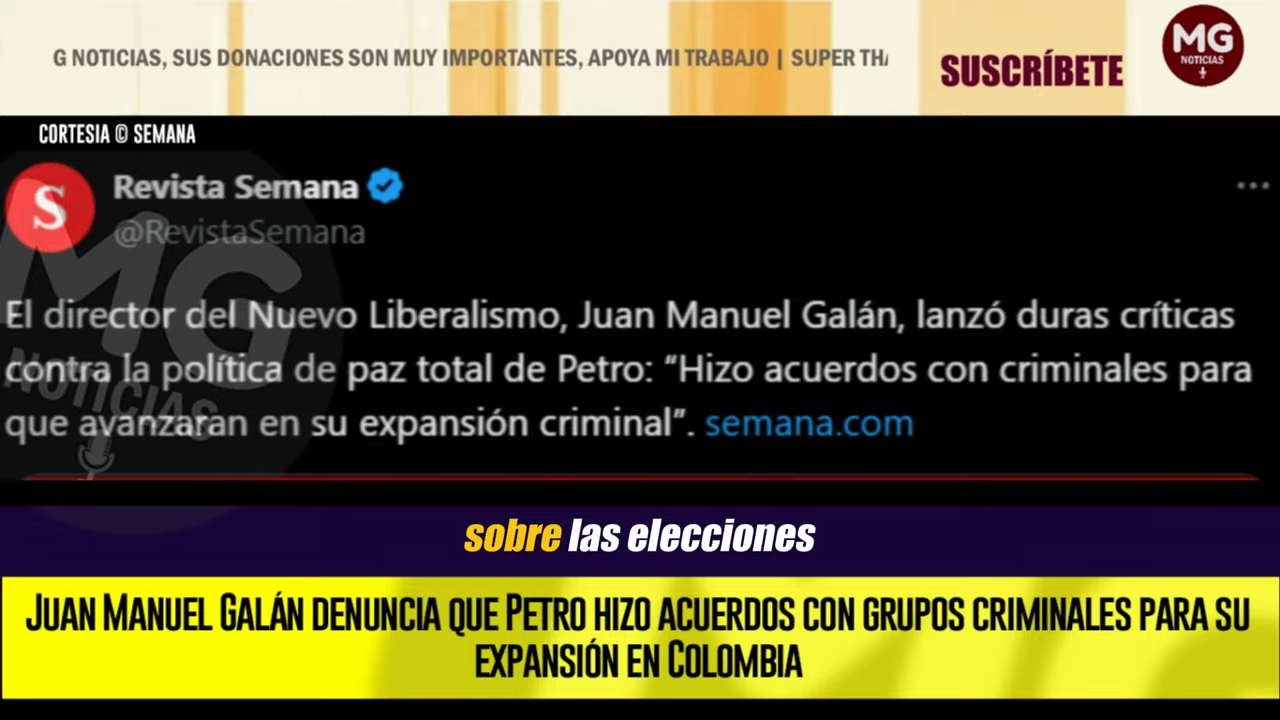 G NOTICIAS, SUS DONACIONES SON MUY IMPORTANTES, APOYA MI TRABAJO | SUPER
SUSCRÍBETE
MG
NOTICIAS
CORTESIA © SEMANA
S
Revista Semana
@RevistaSemana
El director del Nuevo Liberalismo, Juan Manuel Galán, lanzó duras críticas
contra la política de paz total de Petro: “Hizo acuerdos con criminales para
que avanzaran en su expansión criminal”. semana.com
MG
NOTICIAS
sobre las elecciones
JUAN MANUEL GALÁN DENUNCIA QUE PETRO HIZO ACUERDOS CON GRUPOS CRIMINALES PARA SU
EXPANSIÓN EN COLOMBIA